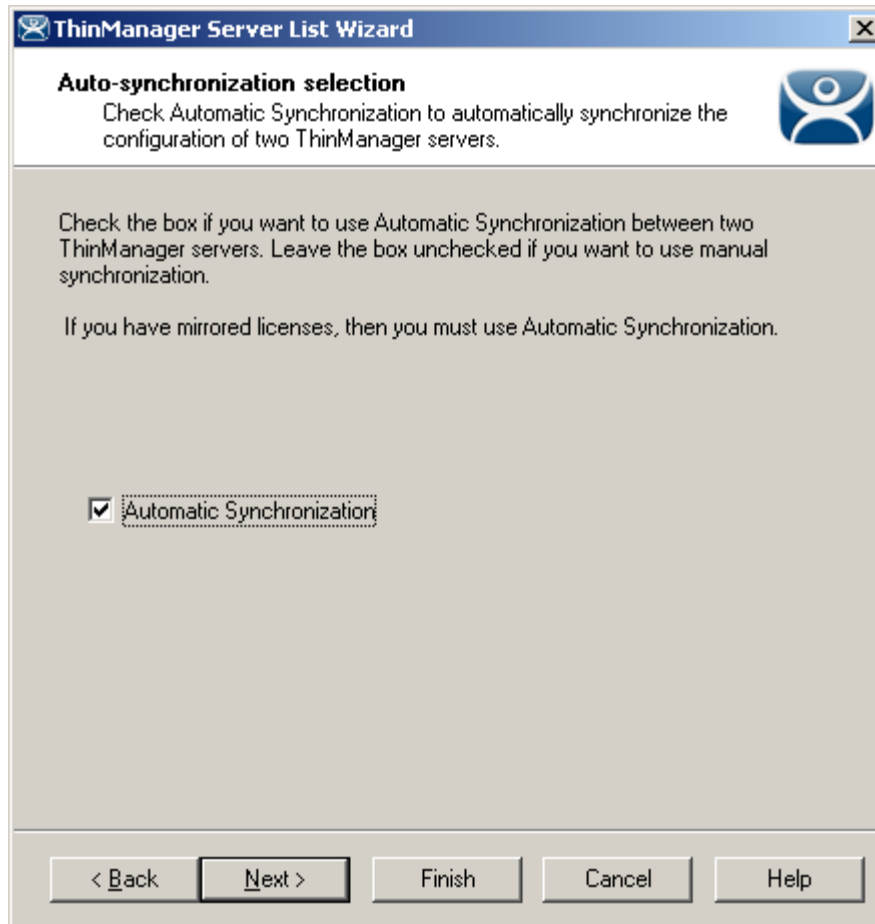 ThinManager Server List Wizard
Auto-synchronization selection
Check Automatic Synchronization to automatically synchronize the
configuration of two ThinManager servers.
Check the box if you want to use Automatic Synchronization between two
ThinManager servers. Leave the box unchecked if you want to use manual
synchronization.
If you have mirrored licenses, then you must use Automatic Synchronization.
Automatic Synchronization
< Back Next > Finish Cancel Help